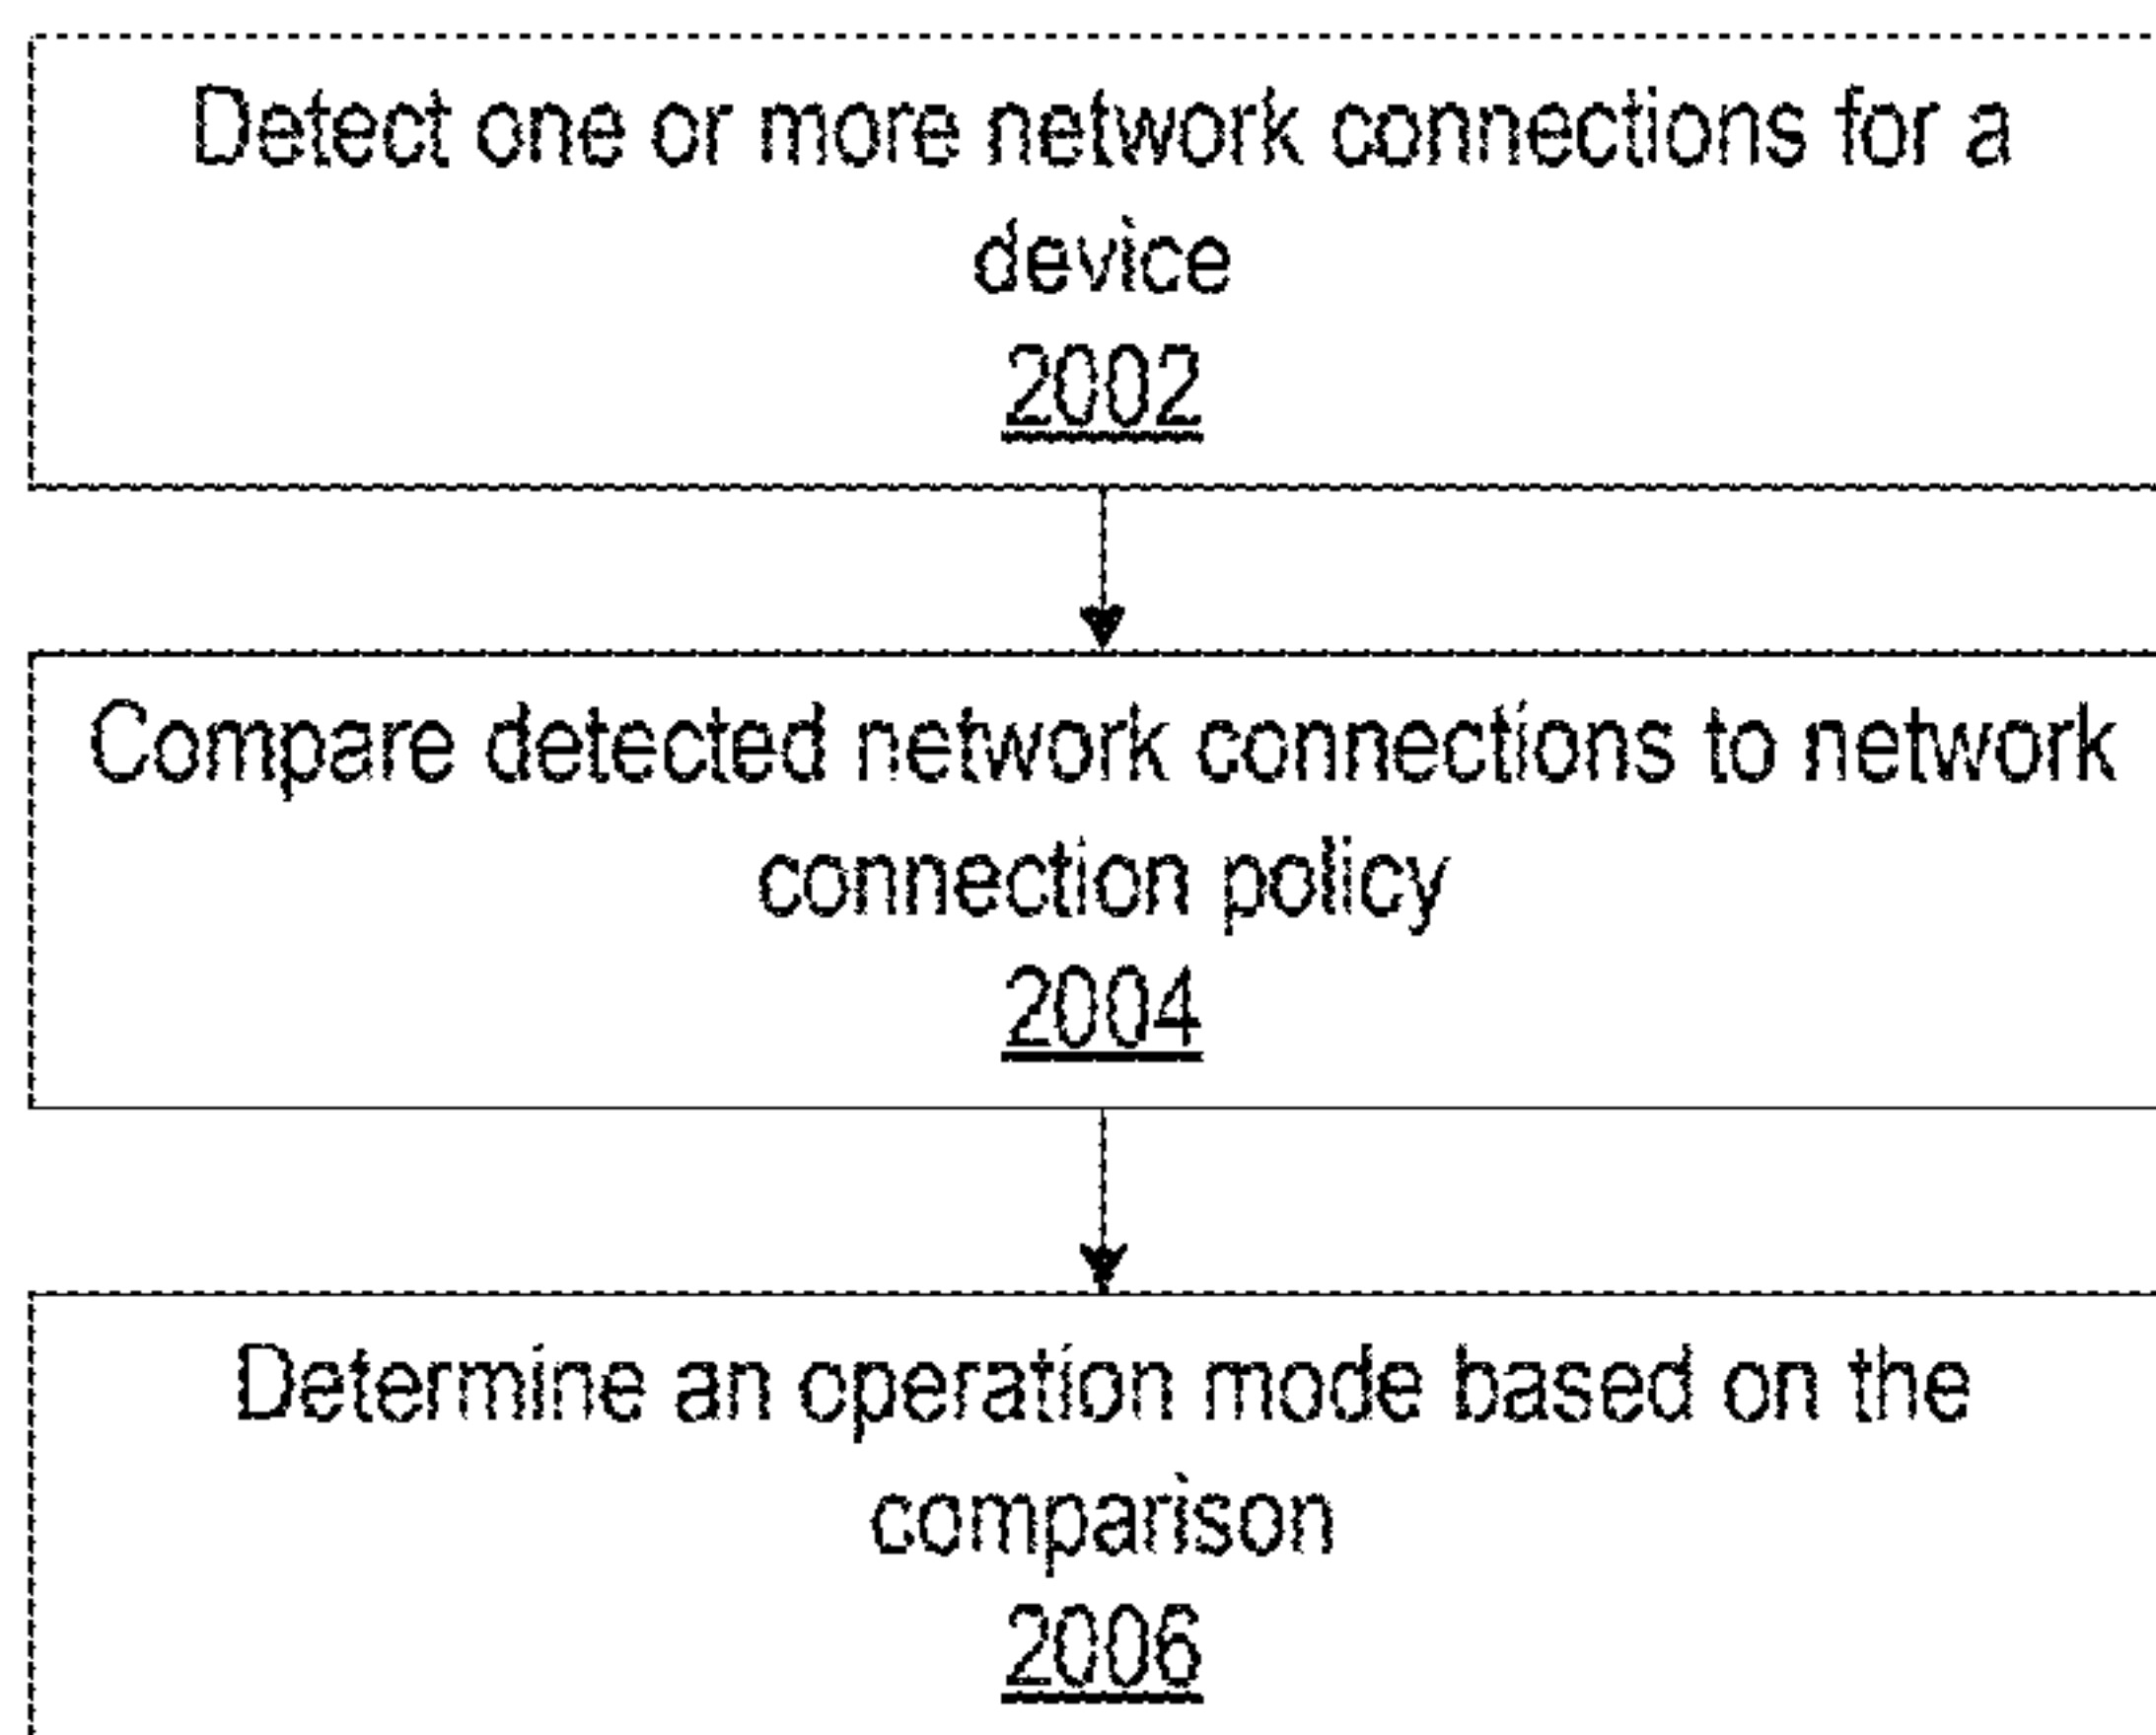 Detect one or more network connections for a
device
2002
Compare detected network connections to network
connection policy
2004
Determine an operation mode based on the
comparison
2006